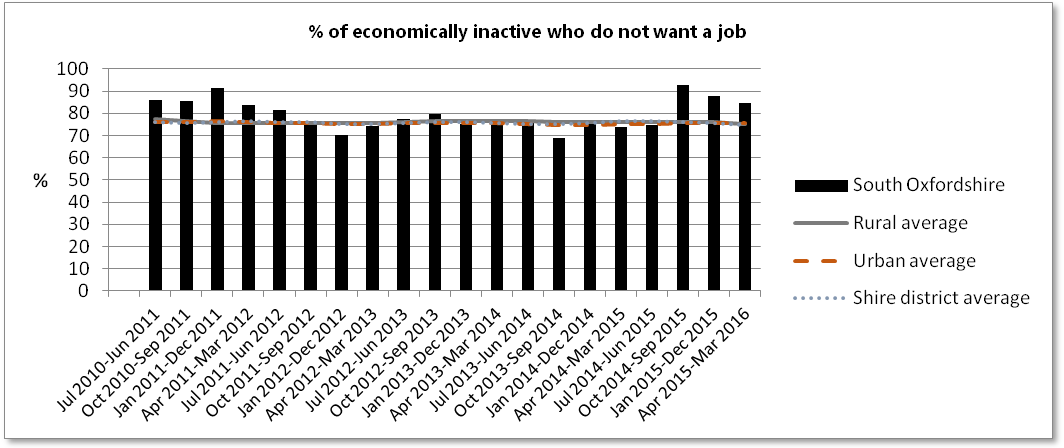 % of economically inactive who do not want a job
100
90
80
70
60
50
40
30
20
10
0
%
Jul 2010-Jun 2011
Oct 2010-Sep 2011
Jan 2011-Dec 2011
Apr 2011-Mar 2012
Jul 2011-Jun 2012
Oct 2011-Sep 2012
Jan 2012-Dec 2012
Apr 2012-Mar 2013
Jul 2012-Jun 2013
Oct 2012-Sep 2013
Jan 2013-Dec 2013
Apr 2013-Mar 2014
Jul 2013-Jun 2014
Oct 2013-Sep 2014
Jan 2014-Dec 2014
Apr 2014-Mar 2015
Jul 2014-Jun 2015
Oct 2014-Sep 2015
Jan 2015-Dec 2015
Apr 2015-Mar 2016
South Oxfordshire
Rural average
Urban average
Shire district average